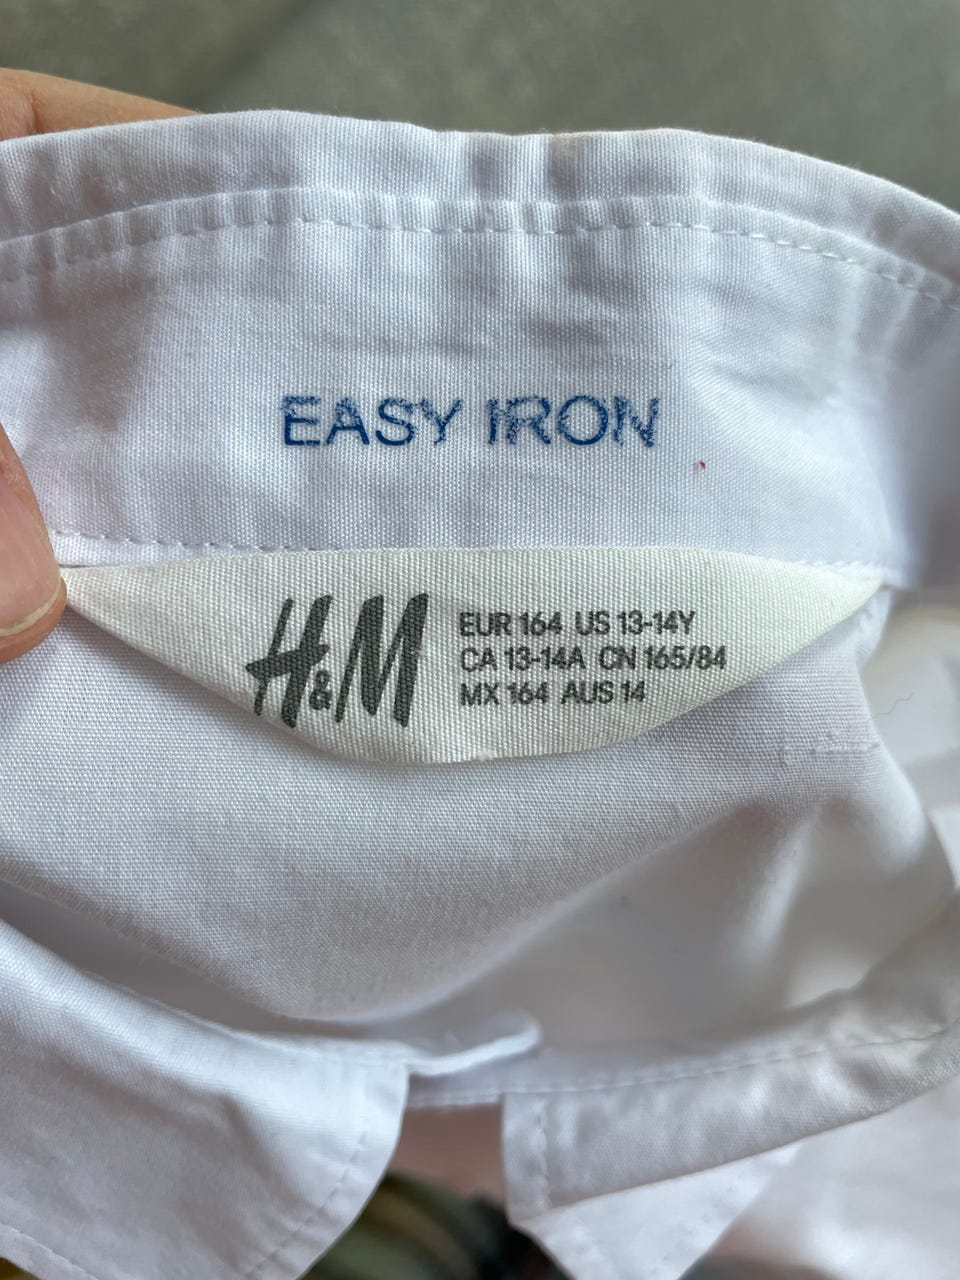 EASY IRON
H&M
EUR 164 US 13-14Y
CA 13-14A CN 165/84
MX 164 AUS 14